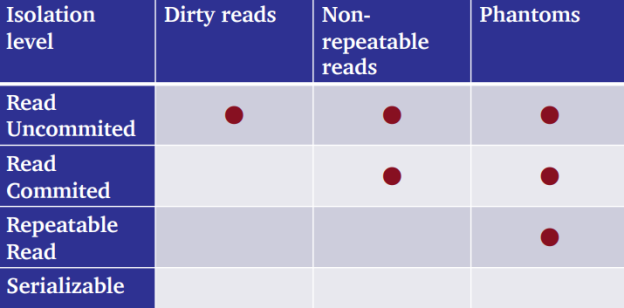 Isolation
level
Dirty reads
Non-
repeatable
reads
Phantoms
Read
Uncommited
Read
Commited
Repeatable
Read
Serializable